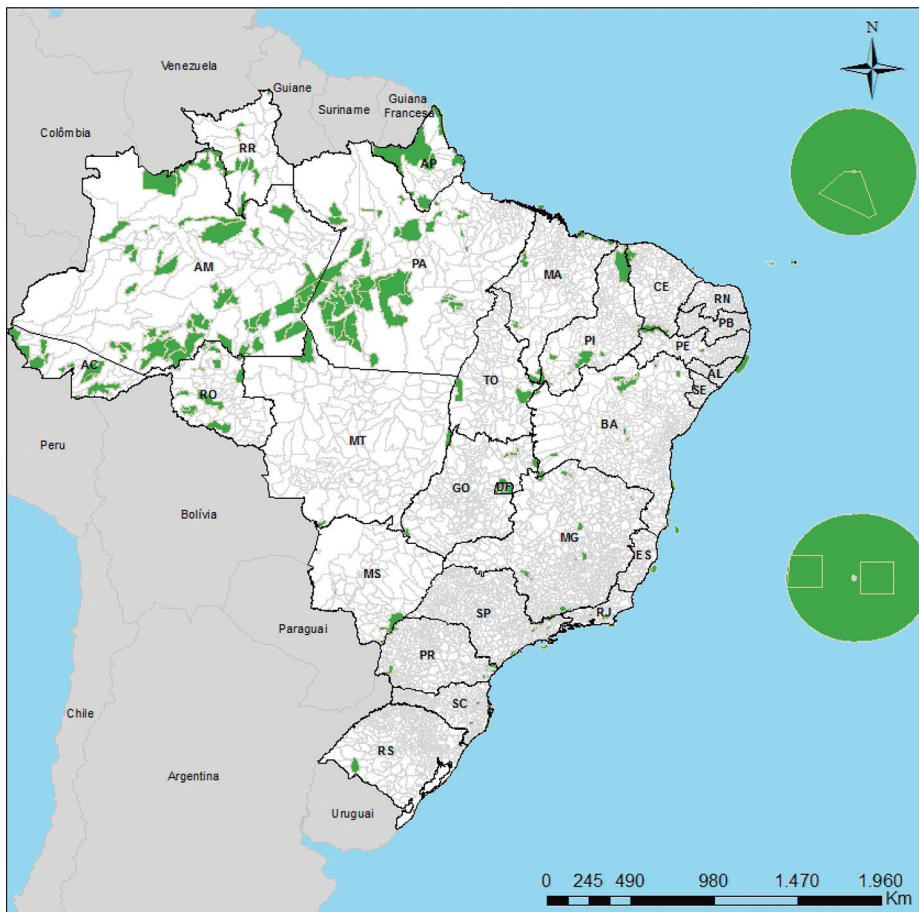 N
Venezuela
Guiane
Suriname
Guiana
Francesa
Colômbia
RR
AP
AM
PA
MA
CE
RN
PB
PE
AL
SE
PI
AC
RO
TO
BA
MT
Peru
GO
DF
Bolívia
MG
ES
MS
SP
RJ
Paraguai
PR
SC
Chile
RS
Argentina
Uruguai
0 245 490 980 1.470 1.960
Km